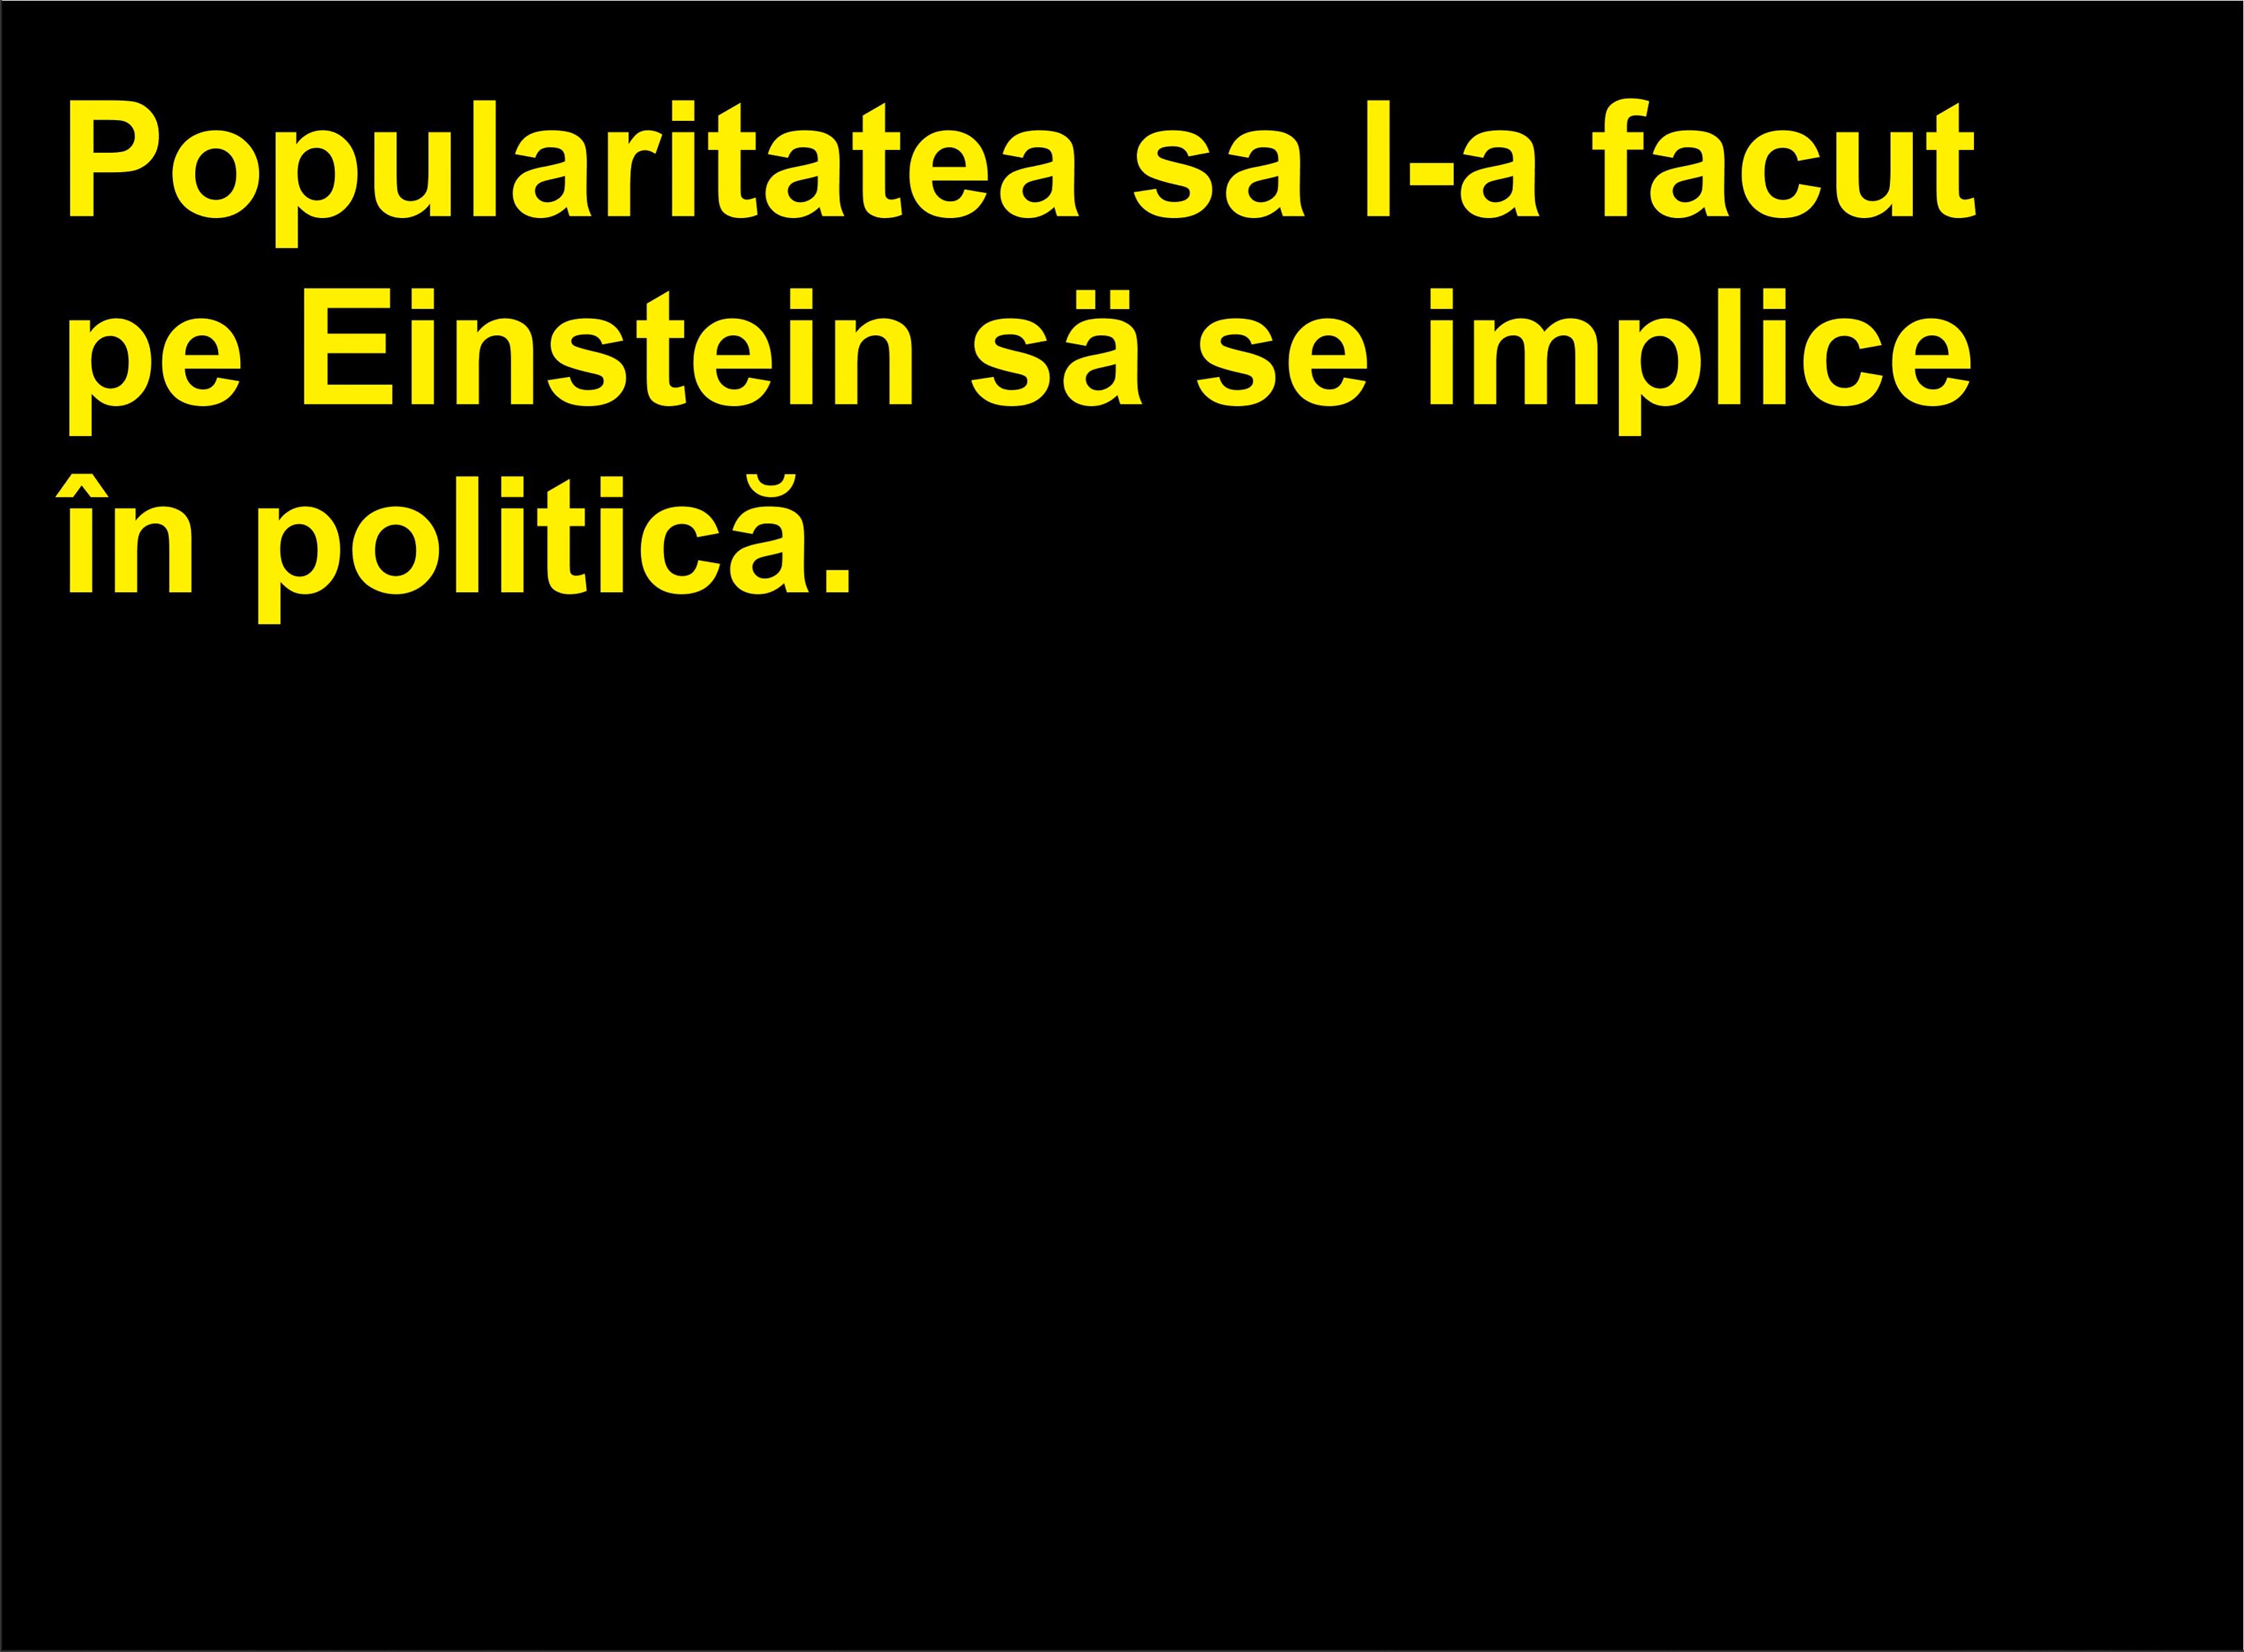 Popularitatea sa l-a facut
pe Einstein sä se implice
în politică.